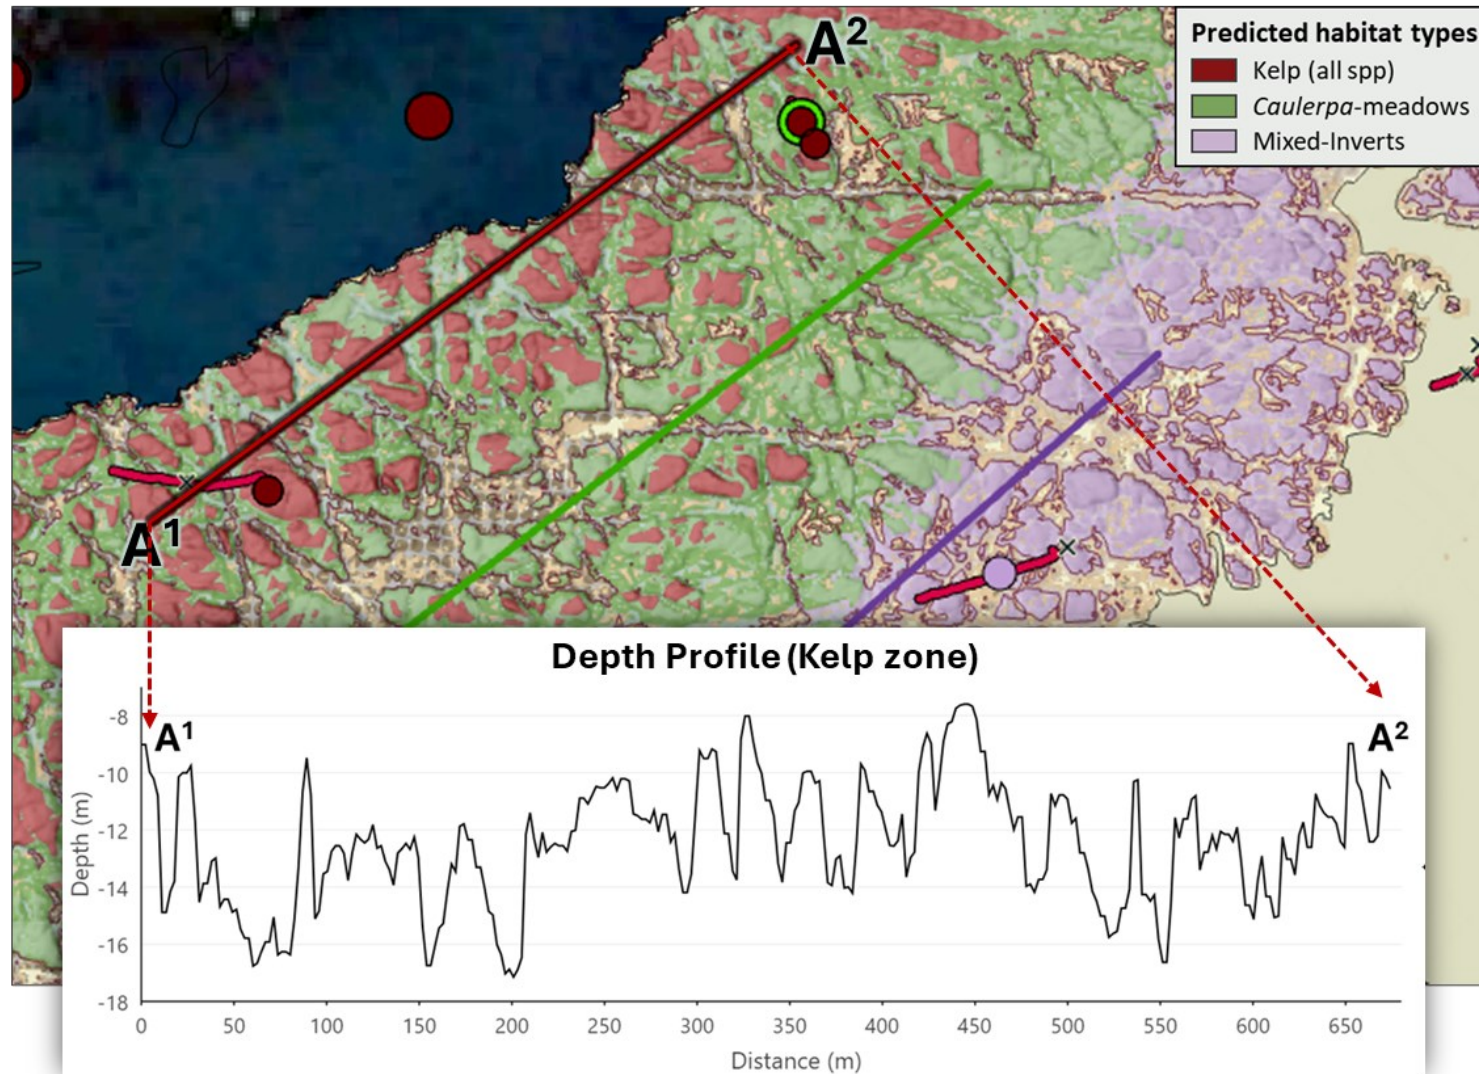 A²
Predicted habitat types
Kelp (all spp)
Caulerpa-meadows
Mixed-Inverts
A¹
Depth Profile (Kelp zone)
A¹
A²
-8
-10
-12
-14
-16
-18
Depth (m)
0 50 100 150 200 250 300 350 400 450 500 550 600 650
Distance (m)